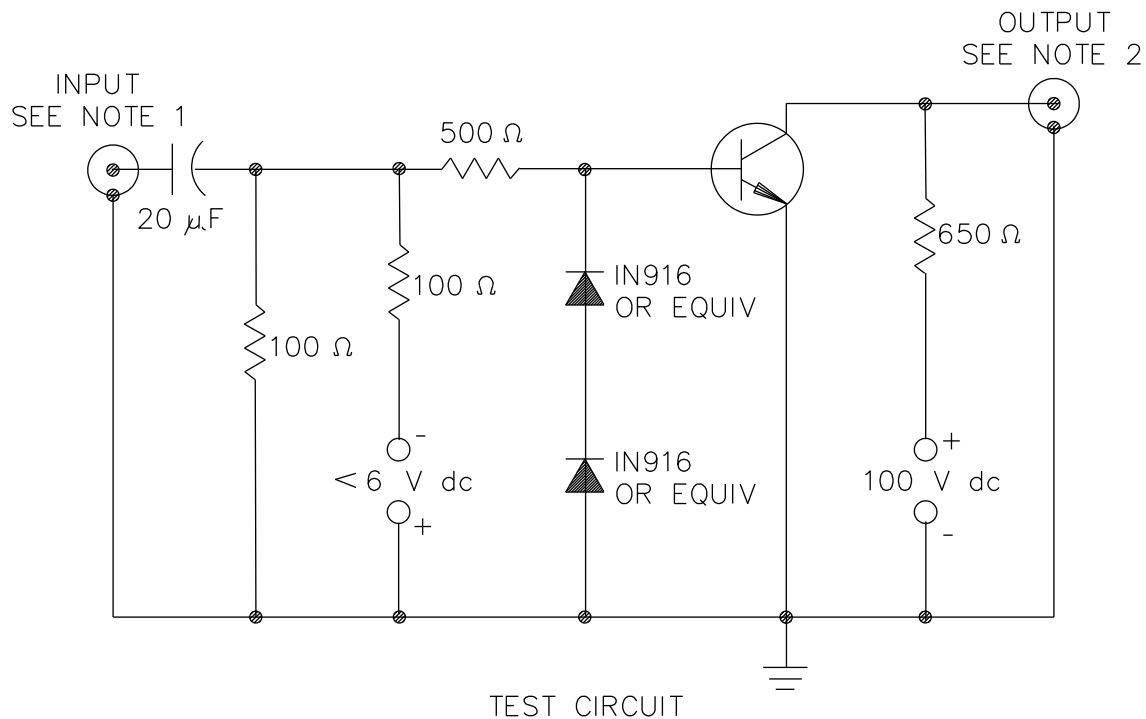 OUTPUT
SEE NOTE 2
INPUT
SEE NOTE 1
500 Ω
20 μF
650 Ω
IN916
OR EQUIV
100 Ω
100 Ω
-
+
< 6 V dc
IN916
OR EQUIV
100 V dc
+
-
TEST CIRCUIT